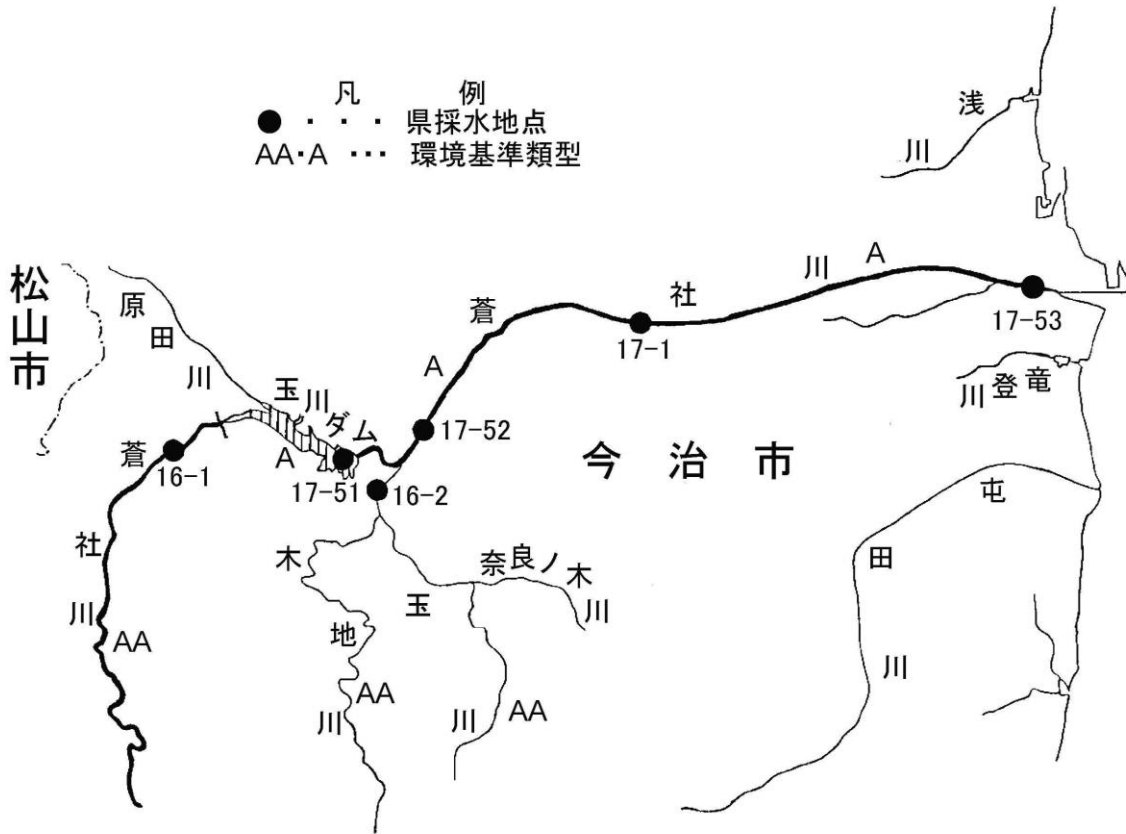 凡 例
● ・ ・ ・ 県採水地点
AA・A ・・・ 環境基準類型
浅川
松山市
原田川
玉川ダム
A
蒼社川
A
A
17-53
17-1
17-52
17-51
16-2
16-1
蒼社川
AA
今治市
竜登川
屯田川
木地川
AA
奈良ノ木川
玉川
AA